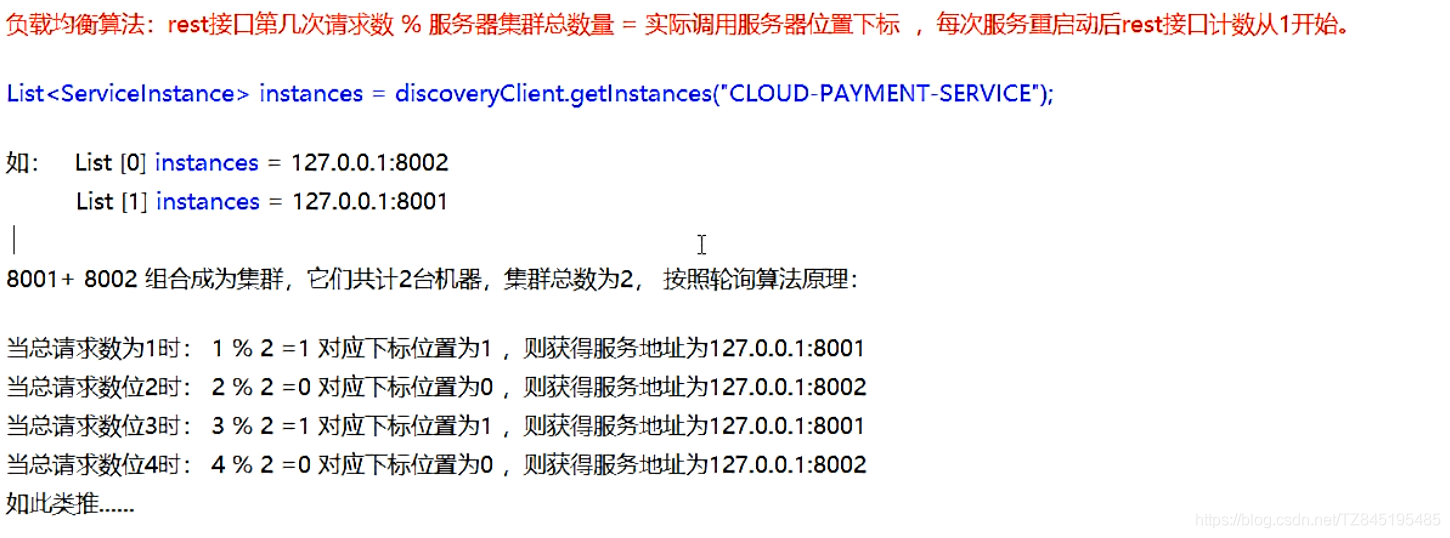 负载均衡算法：rest接口第几次请求数 % 服务器集群总数量 = 实际调用服务器位置下标 ，每次服务重启动后rest接口计数从1开始。
List<ServiceInstance> instances = discoveryClient.getInstances("CLOUD-PAYMENT-SERVICE");
如： List [0] instances = 127.0.0.1:8002
List [1] instances = 127.0.0.1:8001
8001+ 8002 组合成为集群，它们共计2台机器，集群总数为2， 按照轮询算法原理：
当总请求数为1时： 1 % 2 =1 对应下标位置为1 ，则获得服务地址为127.0.0.1:8001
当总请求数位2时： 2 % 2 =0 对应下标位置为0 ，则获得服务地址为127.0.0.1:8002
当总请求数位3时： 3 % 2 =1 对应下标位置为1 ，则获得服务地址为127.0.0.1:8001
当总请求数位4时： 4 % 2 =0 对应下标位置为0 ，则获得服务地址为127.0.0.1:8002
如此类推......
https://blog.csdn.net/TZ845195485